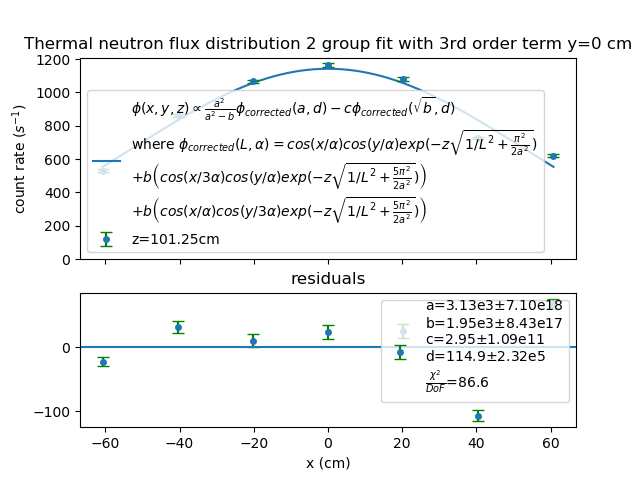 Thermal neutron flux distribution 2 group fit with 3rd order term y=0 cm
1200
1000
800
600
400
200
0
count rate (s⁻¹)
ϕ(x, y, z) ∝ a²/(a²−b) ϕcorrected(a, d) − cϕcorrected(√b, d)
where ϕcorrected(L, α) = cos(x/α)cos(y/α)exp(−z√(1/L² + π²/2a²))
+b(cos(x/3α)cos(y/α)exp(−z√(1/L² + 5π²/2a²)))
+b(cos(x/α)cos(y/3α)exp(−z√(1/L² + 5π²/2a²)))
z=101.25cm
residuals
0
−100
a=3.13e3±7.10e18
b=1.95e3±8.43e17
c=2.95±1.09e11
d=114.9±2.32e5
χ²/DoF=86.6
−60 −40 −20 0 20 40 60
x (cm)